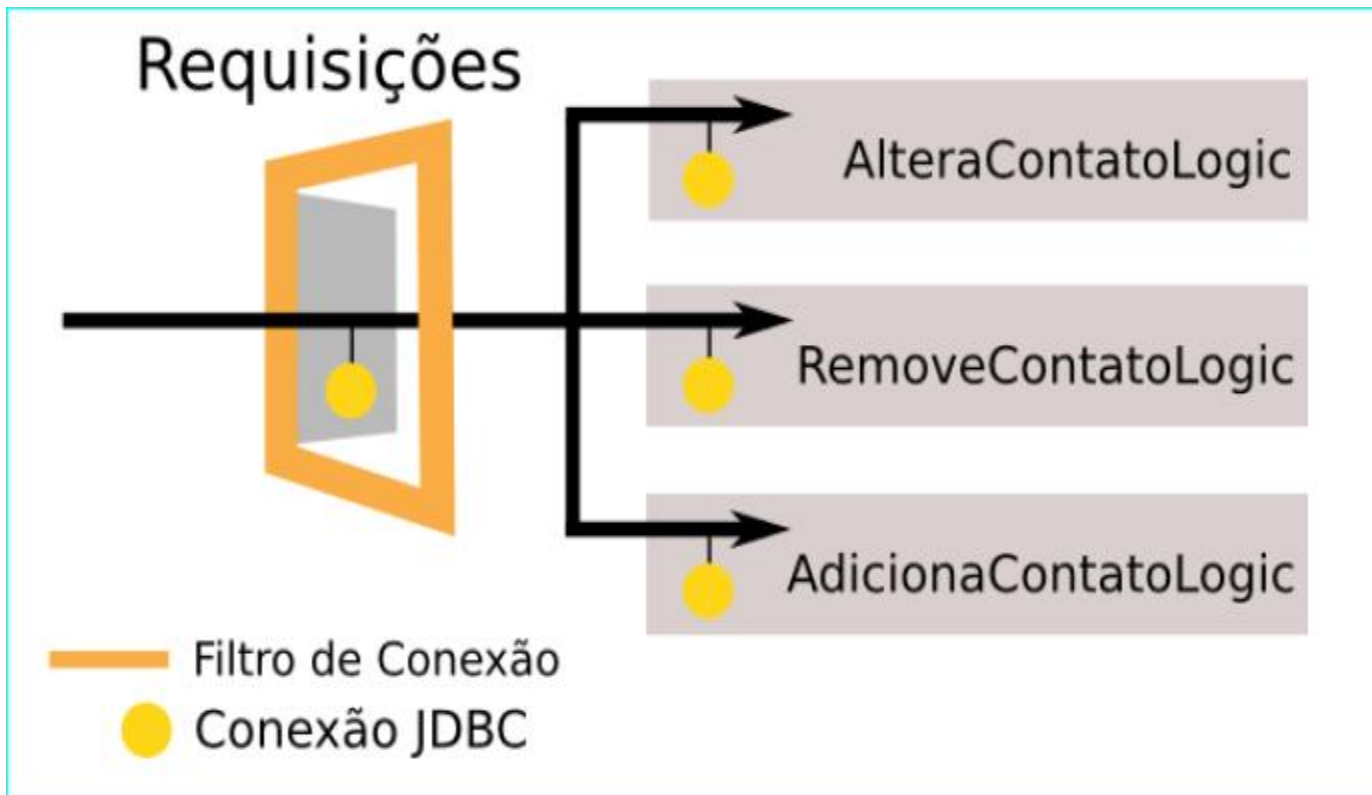 Requisições
AlteraContatoLogic
RemoveContatoLogic
AdicionaContatoLogic
Filtro de Conexão
Conexão JDBC